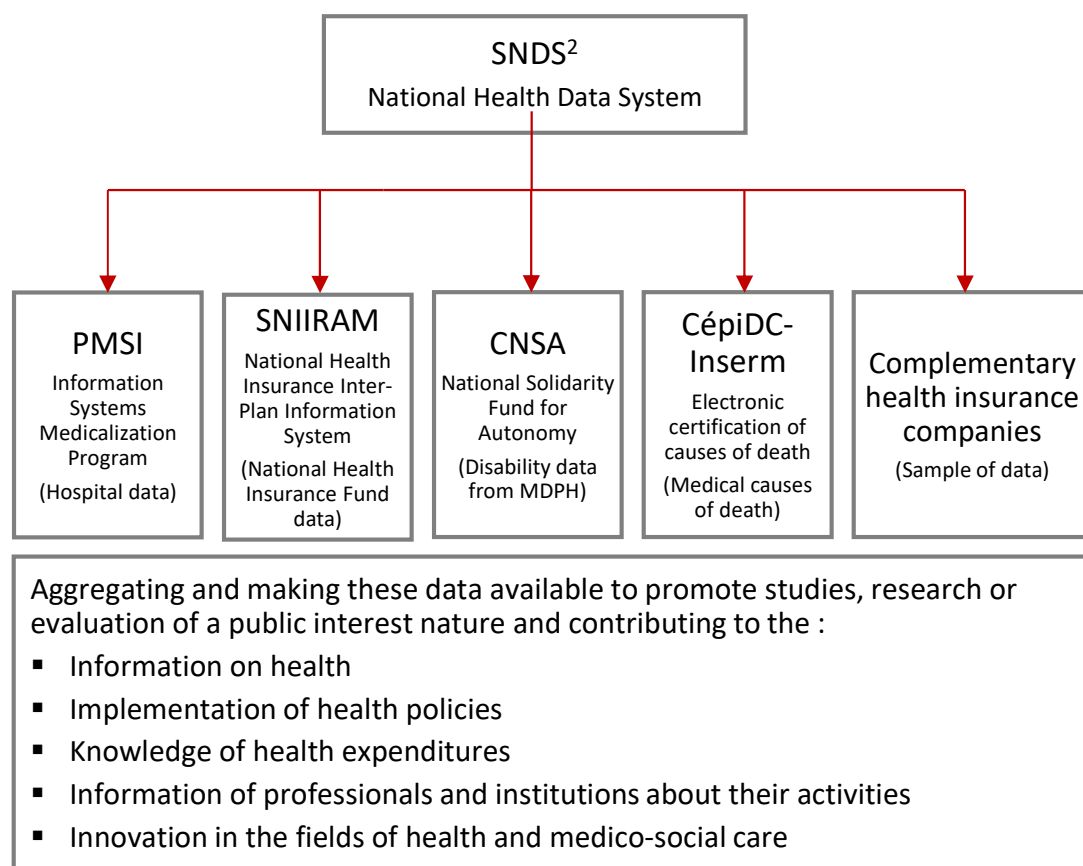 SNDS²
National Health Data System
PMSI
Information
Systems
Medicalization
Program
(Hospital data)
SNIIRAM
National Health
Insurance Inter-
Plan Information
System
(National Health
Insurance Fund
data)
CNSA
National Solidarity
Fund for
Autonomy
(Disability data
from MDPH)
CépiDC-
Inserm
Electronic
certification of
causes of death
(Medical causes
of death)
Complementary
health insurance
companies
(Sample of data)
Aggregating and making these data available to promote studies, research or
evaluation of a public interest nature and contributing to the :
▪ Information on health
▪ Implementation of health policies
▪ Knowledge of health expenditures
▪ Information of professionals and institutions about their activities
▪ Innovation in the fields of health and medico-social care